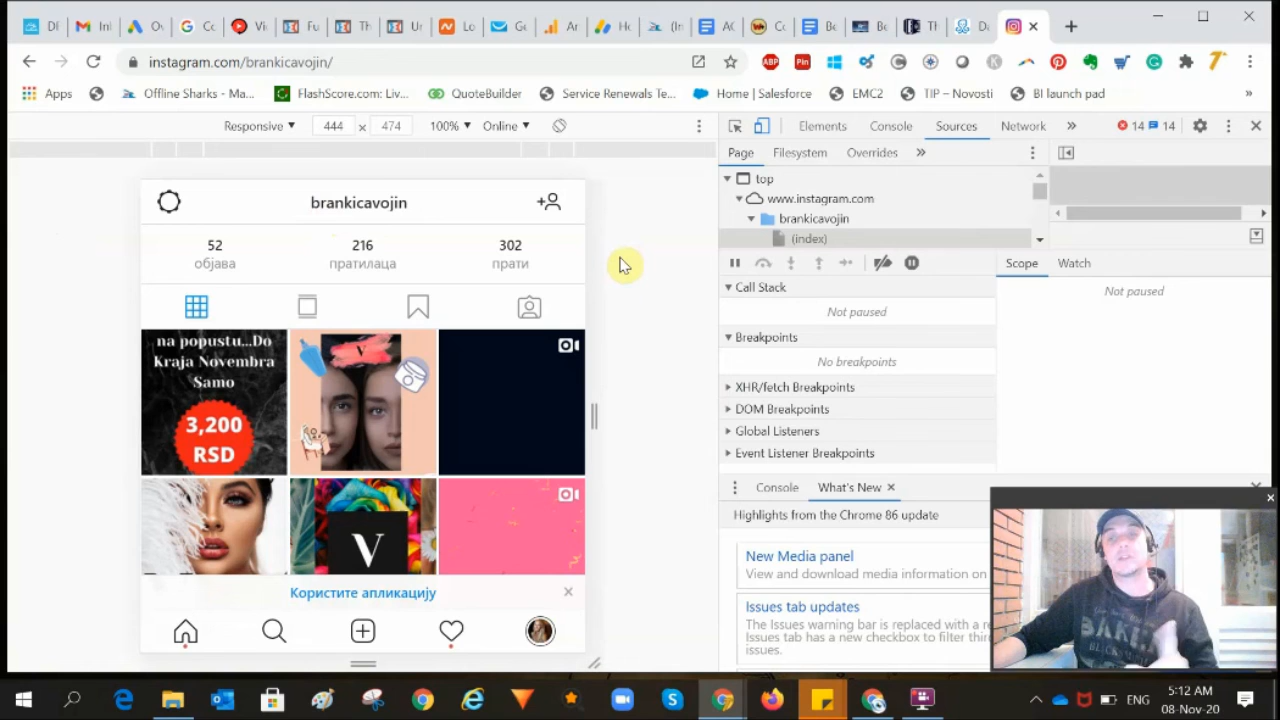 instagram.com/brankicavojin/
Apps
Offline Sharks - Ma...
FlashScore.com: Liv...
QuoteBuilder
Service Renewals Te...
Home | Salesforce
EMC2
TIP – Novosti
BI launch pad
»
Responsive 444 x 474 100% Online
Elements Console Sources Network » 14 14
Page Filesystem Overrides »
top
www.instagram.com
brankicavojin
(index)
brankicavojin
52 216 302
објава пратилаца прати
Call Stack
Not paused
Breakpoints
No breakpoints
XHR/fetch Breakpoints
DOM Breakpoints
Global Listeners
Event Listener Breakpoints
Scope Watch
Not paused
na popustu...Do
Kraja Novembra
Samo
3,200
RSD
V
V
Console What's New ×
Highlights from the Chrome 86 update
New Media panel
View and download media information on
Issues tab updates
The Issues warning bar is replaced with a re
Issues tab has a new checkbox to filter third
issues.
Користите апликацију
ENG
5:12 AM
08-Nov-20